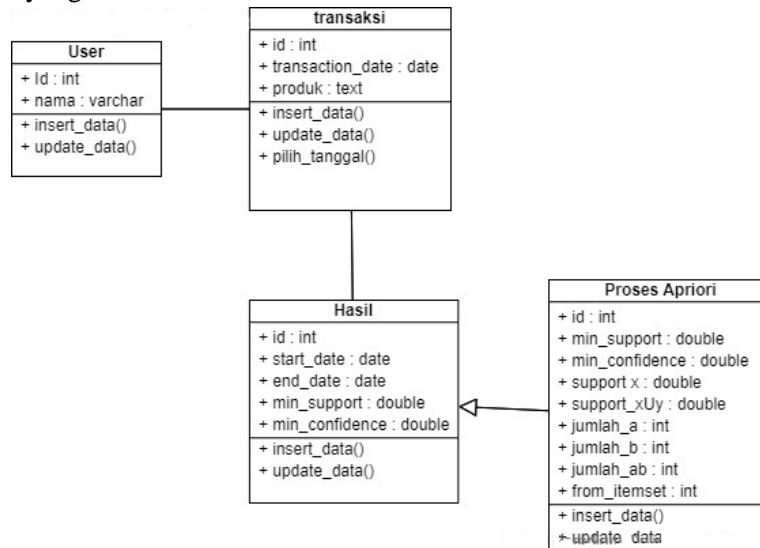 transaksi
+ id : int
+ transaction_date : date
+ produk : text
+ insert_data()
+ update_data()
+ pilih_tanggal()
User
+ Id : int
+ nama : varchar
+ insert_data()
+ update_data()
Hasil
+ id : int
+ start_date : date
+ end_date : date
+ min_support : double
+ min_confidence : double
+ insert_data()
+ update_data()
Proses Apriori
+ id : int
+ min_support : double
+ min_confidence : double
+ support x : double
+ support_xUy : double
+ jumlah_a : int
+ jumlah_b : int
+ jumlah_ab : int
+ from_itemset : int
+ insert_data()
+ update_data